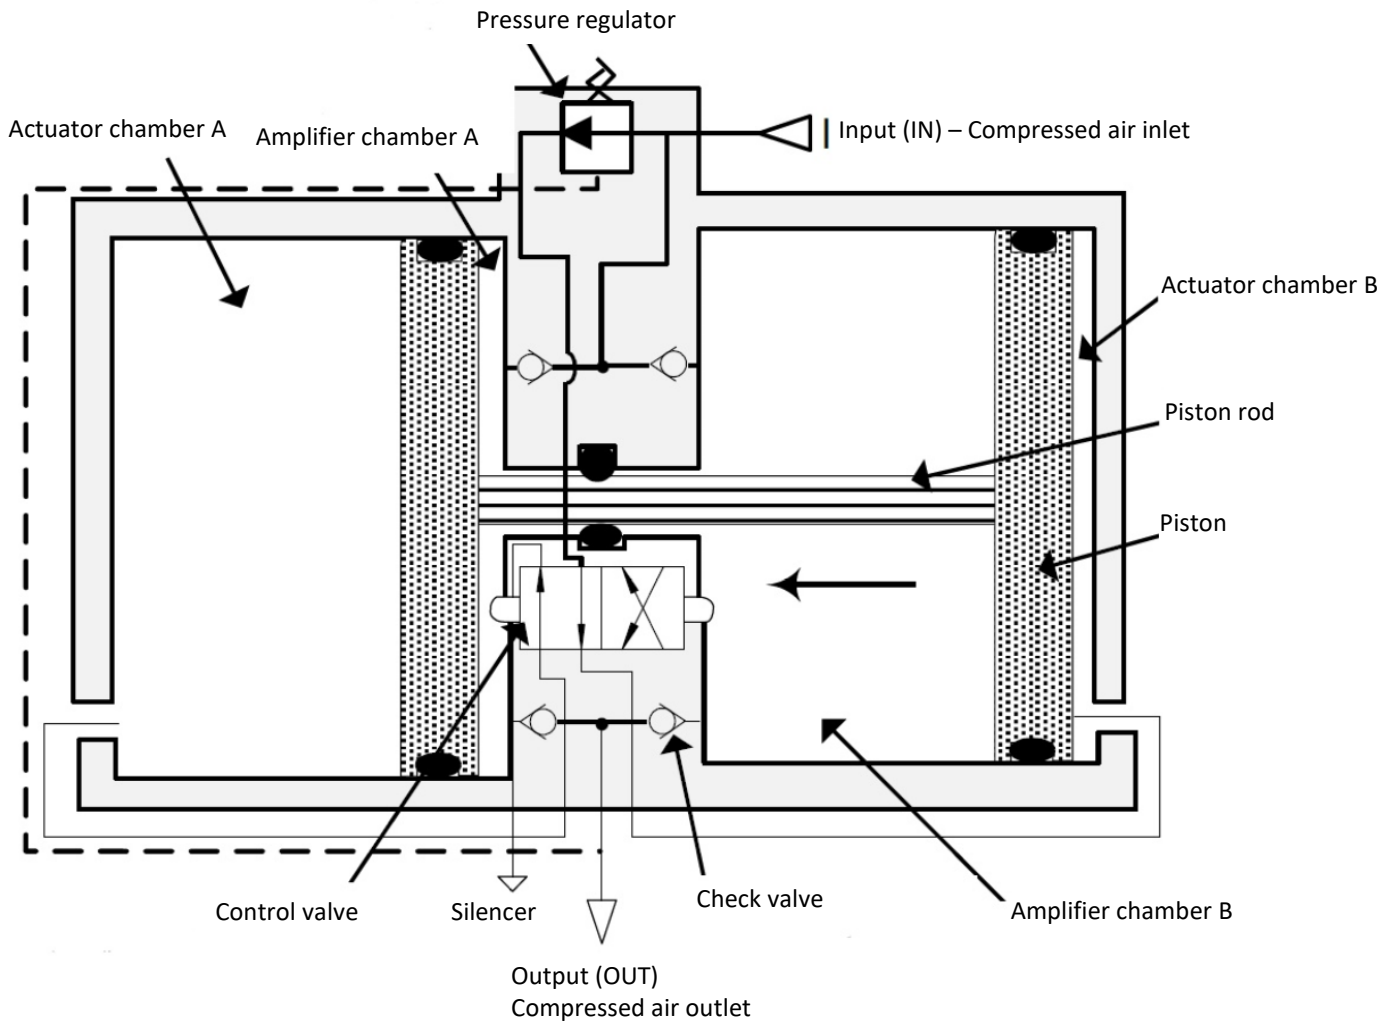 Pressure regulator
Actuator chamber A
Amplifier chamber A
Input (IN) – Compressed air inlet
Actuator chamber B
Piston rod
Piston
Control valve
Silencer
Check valve
Amplifier chamber B
Output (OUT)
Compressed air outlet